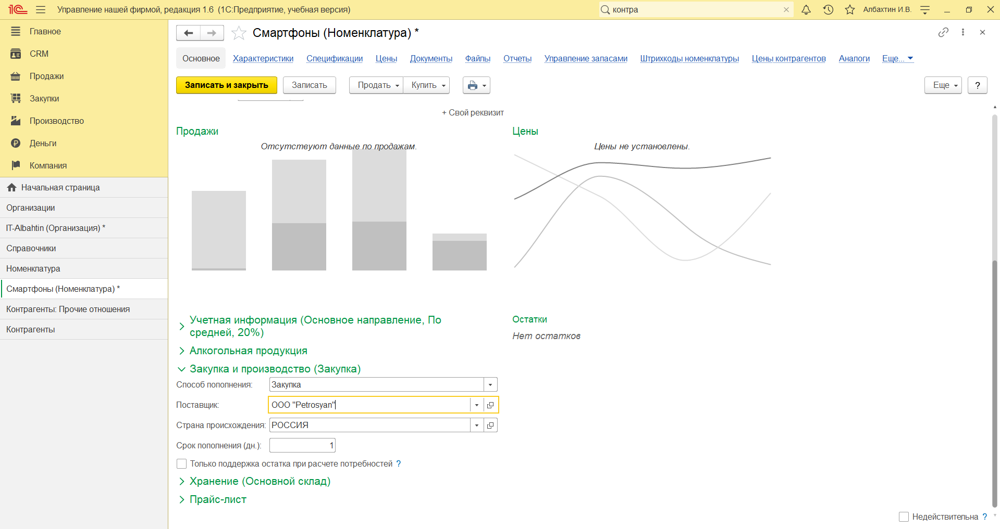 1С Управление нашей фирмой, редакция 1.6 (1С:Предприятие, учебная версия) контра Албахтин И.В.
Главное
CRM
Продажи
Закупки
Производство
Деньги
Компания
Начальная страница
Организации
IT-Albahtin (Организация) *
Справочники
Номенклатура
Смартфоны (Номенклатура) *
Контрагенты: Прочие отношения
Контрагенты
Смартфоны (Номенклатура) *
Основное Характеристики Спецификации Цены Документы Файлы Отчеты Управление запасами Штрихкоды номенклатуры Цены контрагентов Аналоги Еще...
Записать и закрыть Записать Продать Купить Еще ?
+ Свой реквизит
Продажи
Отсутствуют данные по продажам.
Цены
Цены не установлены.
Учетная информация (Основное направление, По
средней, 20%)
Остатки
Нет остатков
Алкогольная продукция
Закупка и производство (Закупка)
Способ пополнения: Закупка
Поставщик: ООО "Petrosyan"
Страна происхождения: РОССИЯ
Срок пополнения (дн.): 1
Только поддержка остатка при расчете потребностей ?
Хранение (Основной склад)
Прайс-лист
Недействительна ?